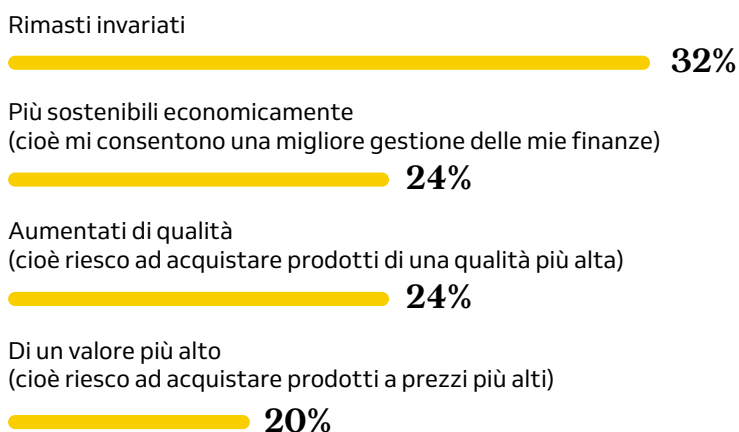 Rimasti invariati
32%
Più sostenibili economicamente
(cioè mi consentono una migliore gestione delle mie finanze)
24%
Aumentati di qualità
(cioè riesco ad acquistare prodotti di una qualità più alta)
24%
Di un valore più alto
(cioè riesco ad acquistare prodotti a prezzi più alti)
20%